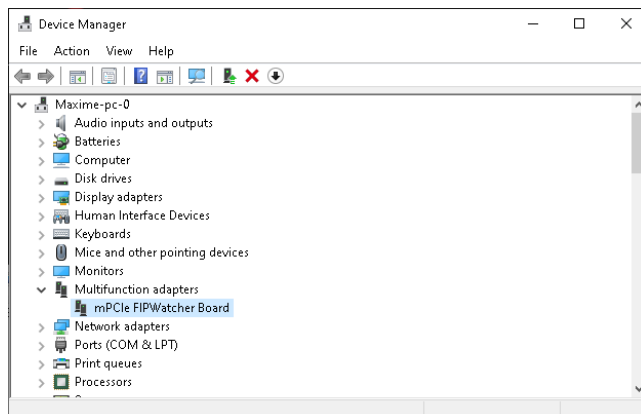 Device Manager
File Action View Help
Maxime-pc-0
Audio inputs and outputs
Batteries
Computer
Disk drives
Display adapters
Human Interface Devices
Keyboards
Mice and other pointing devices
Monitors
Multifunction adapters
mPCIe FIPWatcher Board
Network adapters
Ports (COM & LPT)
Print queues
Processors